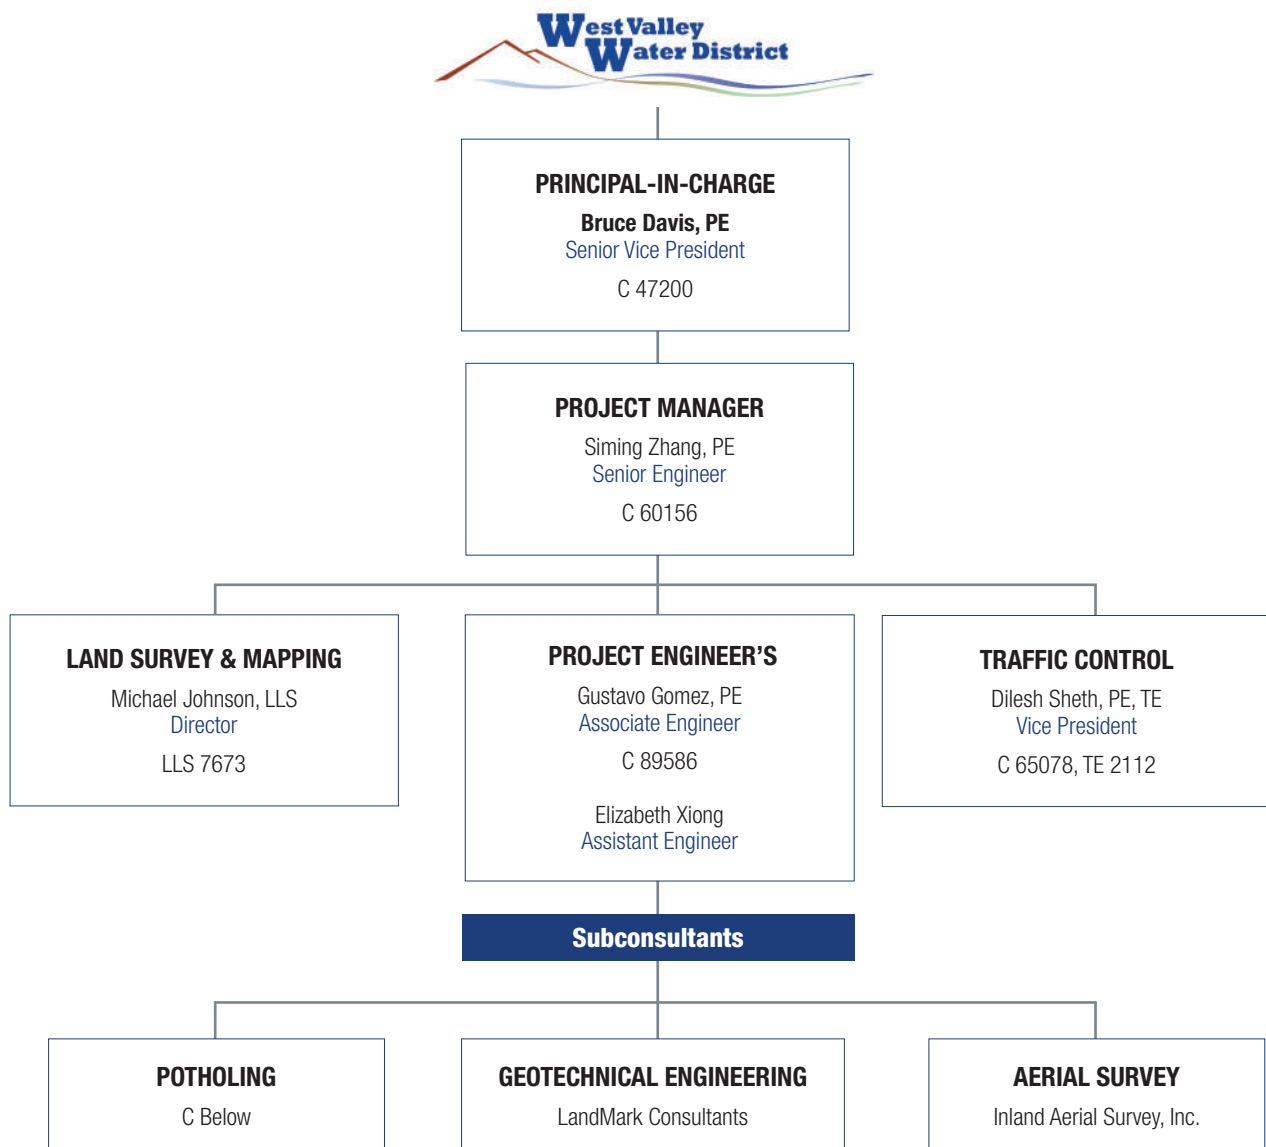 West Valley
Water District
PRINCIPAL-IN-CHARGE
Bruce Davis, PE
Senior Vice President
C 47200
PROJECT MANAGER
Siming Zhang, PE
Senior Engineer
C 60156
LAND SURVEY & MAPPING
Michael Johnson, LLS
Director
LLS 7673
PROJECT ENGINEER’S
Gustavo Gomez, PE
Associate Engineer
C 89586
Elizabeth Xiong
Assistant Engineer
TRAFFIC CONTROL
Dilesh Sheth, PE, TE
Vice President
C 65078, TE 2112
Subconsultants
POTHOLING
C Below
GEOTECHNICAL ENGINEERING
LandMark Consultants
AERIAL SURVEY
Inland Aerial Survey, Inc.